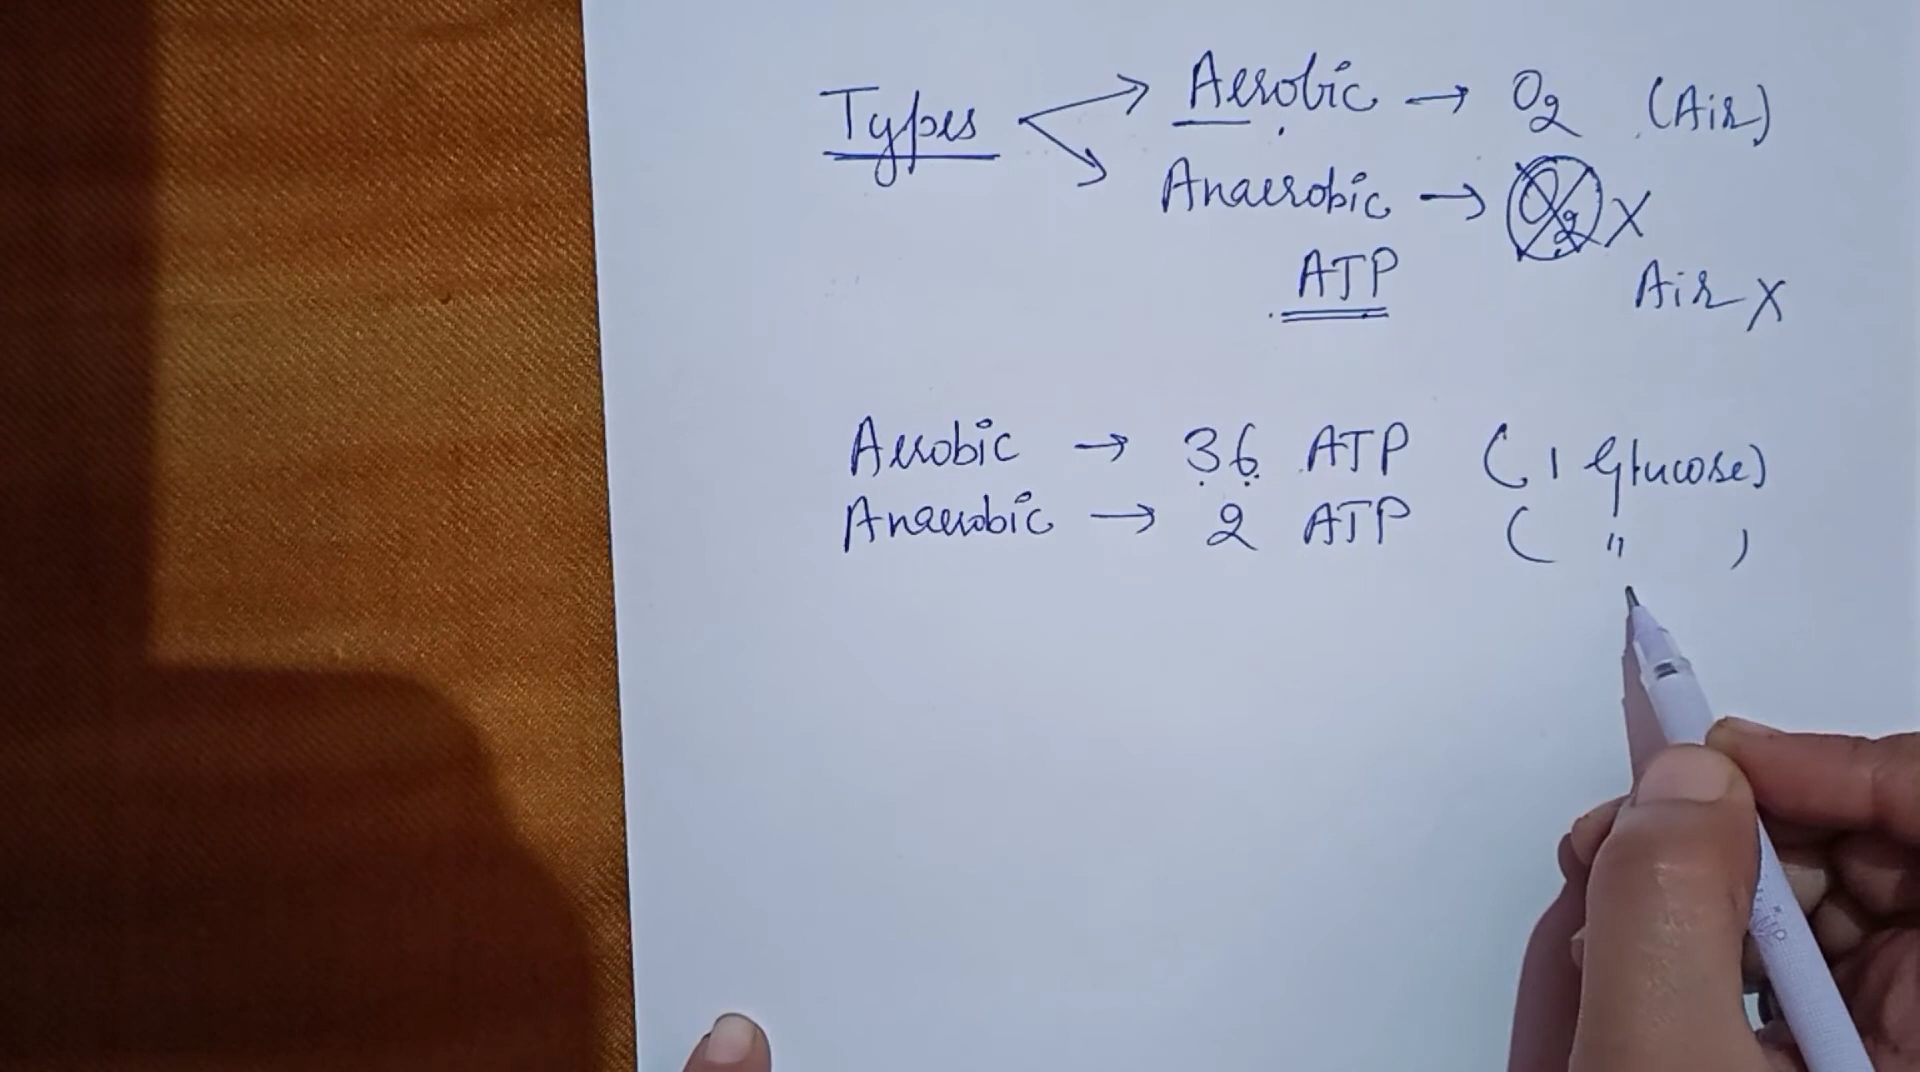 Types → Aerobic → O2 (Air)
→ Anaerobic → O2 X
ATP Air X
Aerobic → 36 ATP (1 Glucose)
Anaerobic → 2 ATP ( " )